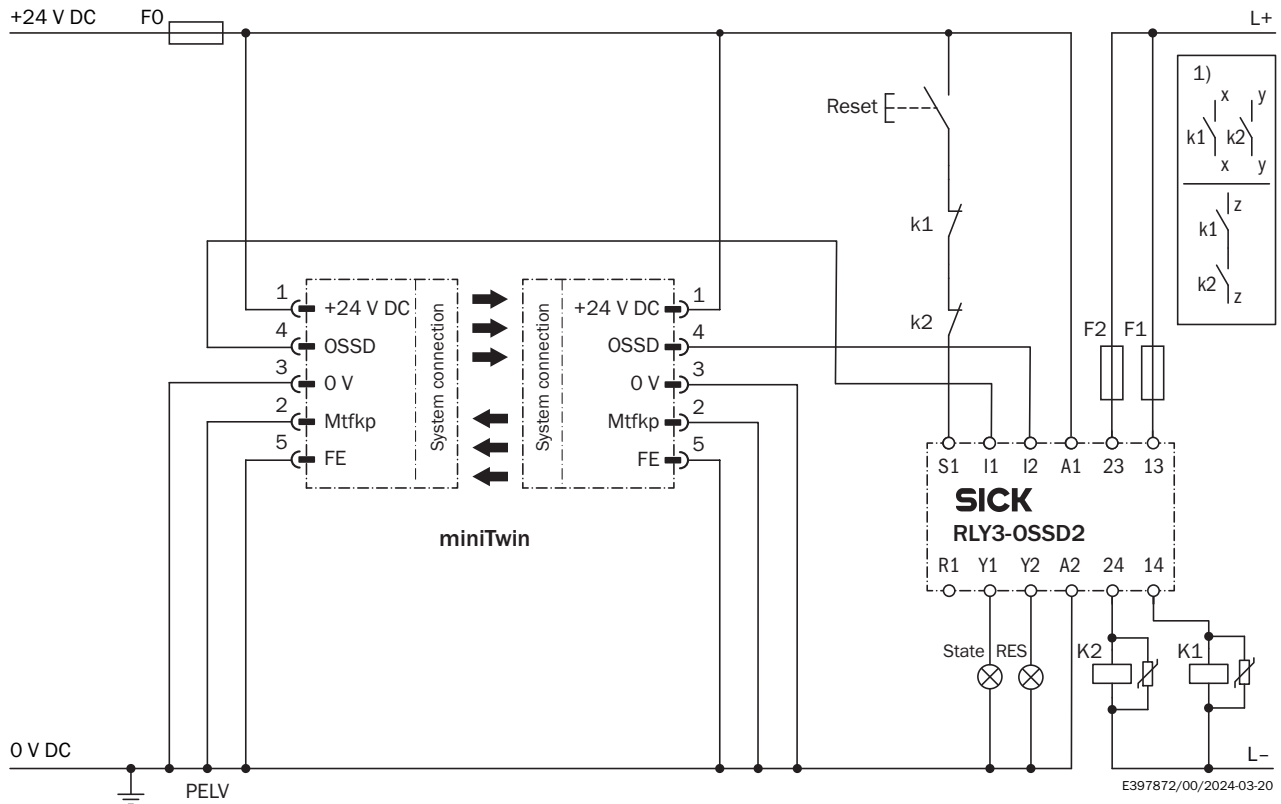 +24 V DC
F0
L+
1)
x
y
k1
k2
x
y
z
k1
k2
z
Reset
k1
k2
F2
F1
1
+24 V DC
4
OSSD
3
0 V
2
Mtfkp
5
FE
System connection
System connection
+24 V DC
1
OSSD
4
0 V
3
Mtfkp
2
FE
5
miniTwin
S1
I1
I2
A1
23
13
SICK
RLY3-OSSD2
R1
Y1
Y2
A2
24
14
State
RES
K2
K1
0 V DC
PELV
L–
E397872/00/2024-03-20